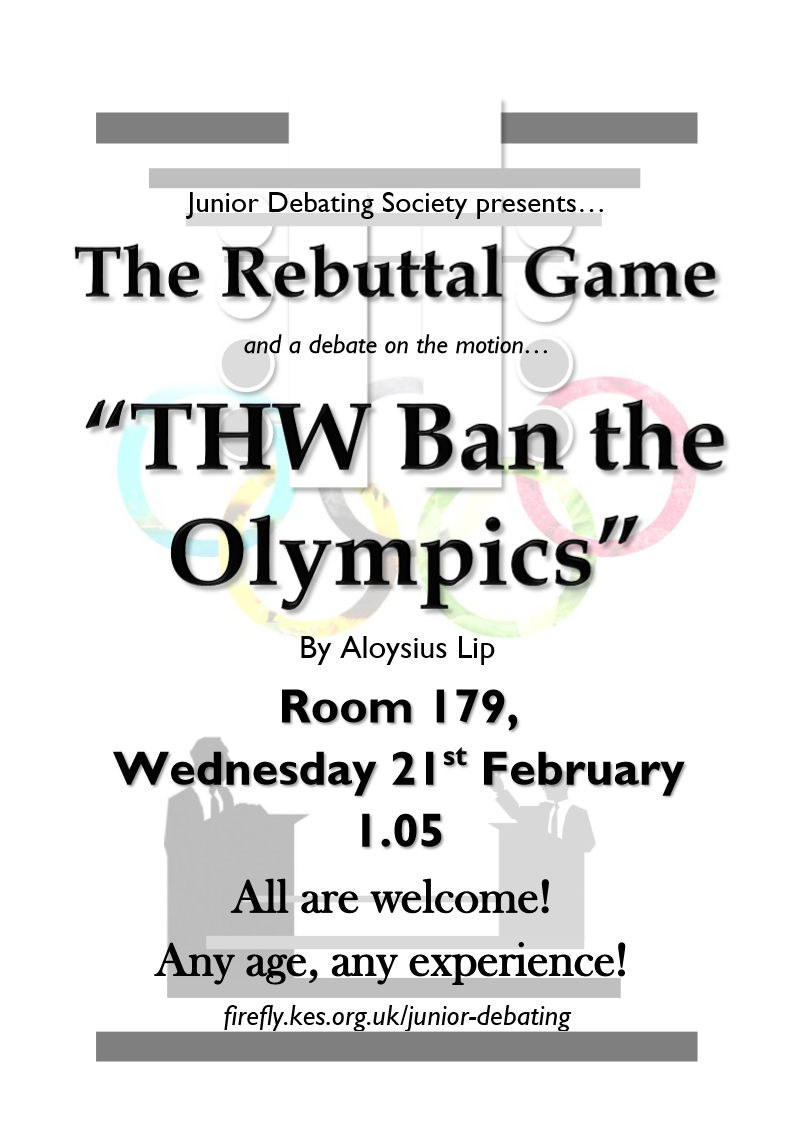 Junior Debating Society presents…
The Rebuttal Game
and a debate on the motion…
“THW Ban the
Olympics”
By Aloysius Lip
Room 179,
Wednesday 21st February
1.05
All are welcome!
Any age, any experience!
firefly.kes.org.uk/junior-debating